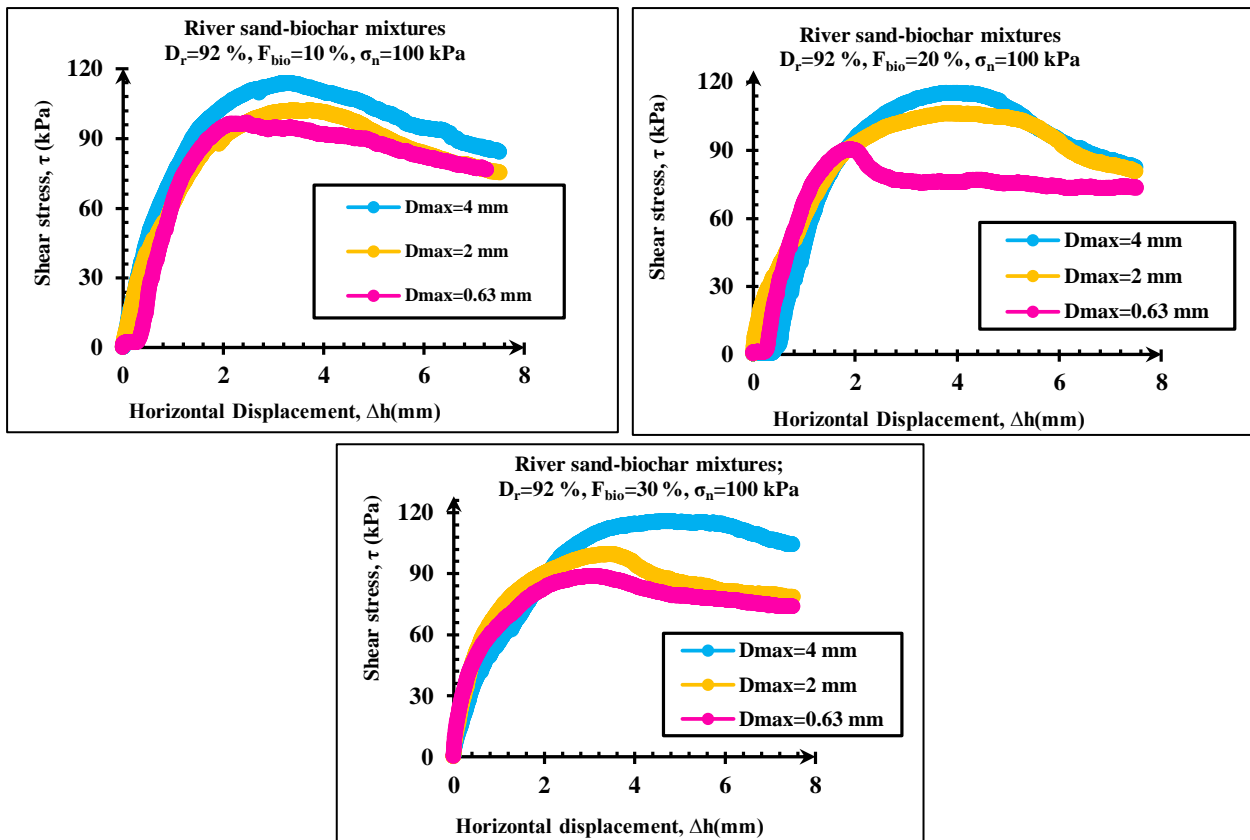 River sand-biochar mixtures
Dr=92 %, Fbio=10 %, σn=100 kPa
Shear stress, τ (kPa)
120
90
60
30
0
Dmax=4 mm
Dmax=2 mm
Dmax=0.63 mm
0 2 4 6 8
Horizontal Displacement, Δh(mm)
River sand-biochar mixtures
Dr=92 %, Fbio=20 %, σn=100 kPa
Shear stress, τ (kPa)
120
90
60
30
0
Dmax=4 mm
Dmax=2 mm
Dmax=0.63 mm
0 2 4 6 8
Horizontal Displacement, Δh(mm)
River sand-biochar mixtures;
Dr=92 %, Fbio=30 %, σn=100 kPa
Shear stress, τ (kPa)
120
90
60
30
0
Dmax=4 mm
Dmax=2 mm
Dmax=0.63 mm
0 2 4 6 8
Horizontal displacement, Δh(mm)